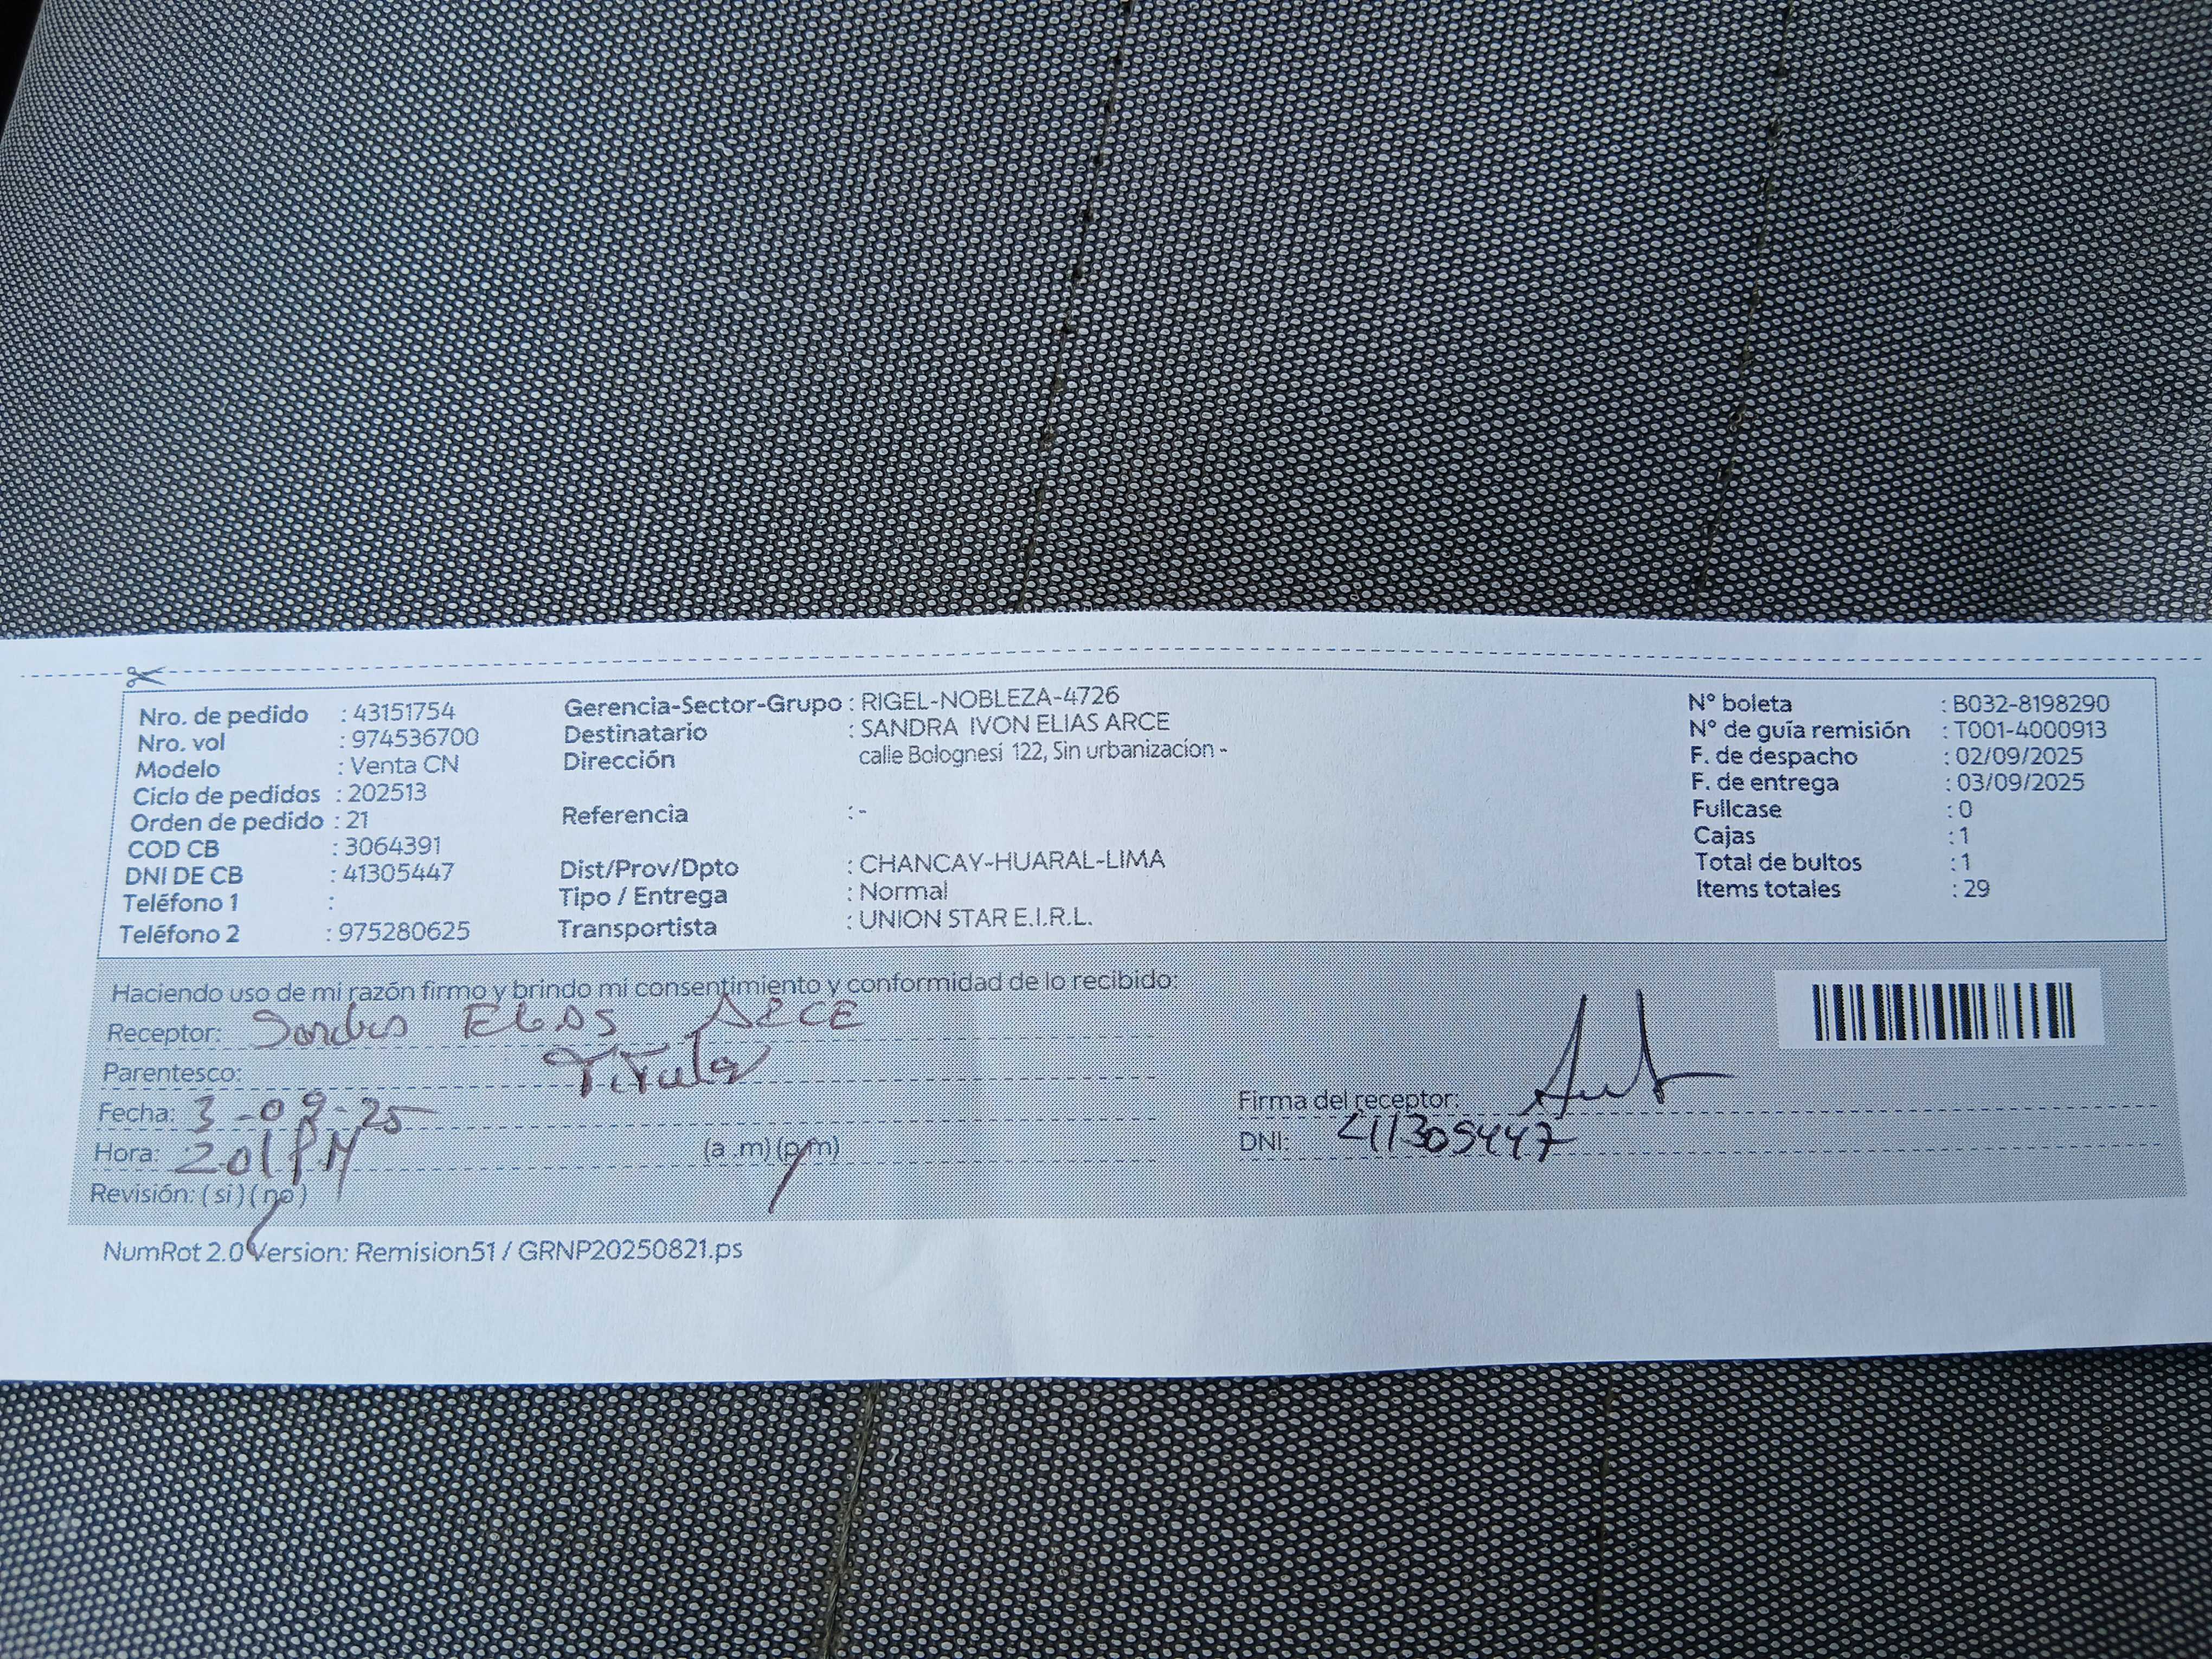 Nro. de pedido : 43151754
Nro. vol : 974536700
Modelo : Venta CN
Ciclo de pedidos : 202513
Orden de pedido : 21
COD CB : 3064391
DNI DE CB : 41305447
Teléfono 1 :
Teléfono 2 : 975280625
Gerencia-Sector-Grupo : RIGEL-NOBLEZA-4726
Destinatario : SANDRA IVON ELIAS ARCE
Dirección calle Bolognesi 122, Sin urbanizacion -
Referencia : -
Dist/Prov/Dpto : CHANCAY-HUARAL-LIMA
Tipo / Entrega : Normal
Transportista : UNION STAR E.I.R.L.
N° boleta : B032-8198290
N° de guía remisión : T001-4000913
F. de despacho : 02/09/2025
F. de entrega : 03/09/2025
Fullcase : 0
Cajas : 1
Total de bultos : 1
Items totales : 29
Haciendo uso de mi razón firmo y brindo mi consentimiento y conformidad de lo recibido:
Receptor: Sandra ELIAS ARCE
Parentesco: Titular
Fecha: 3-09-25
Hora: 201 PM (a .m) (p.m)
Revisión: ( si ) ( no )
Firma del receptor:
DNI: 41305447
NumRot 2.0 Version: Remision51 / GRNP20250821.ps